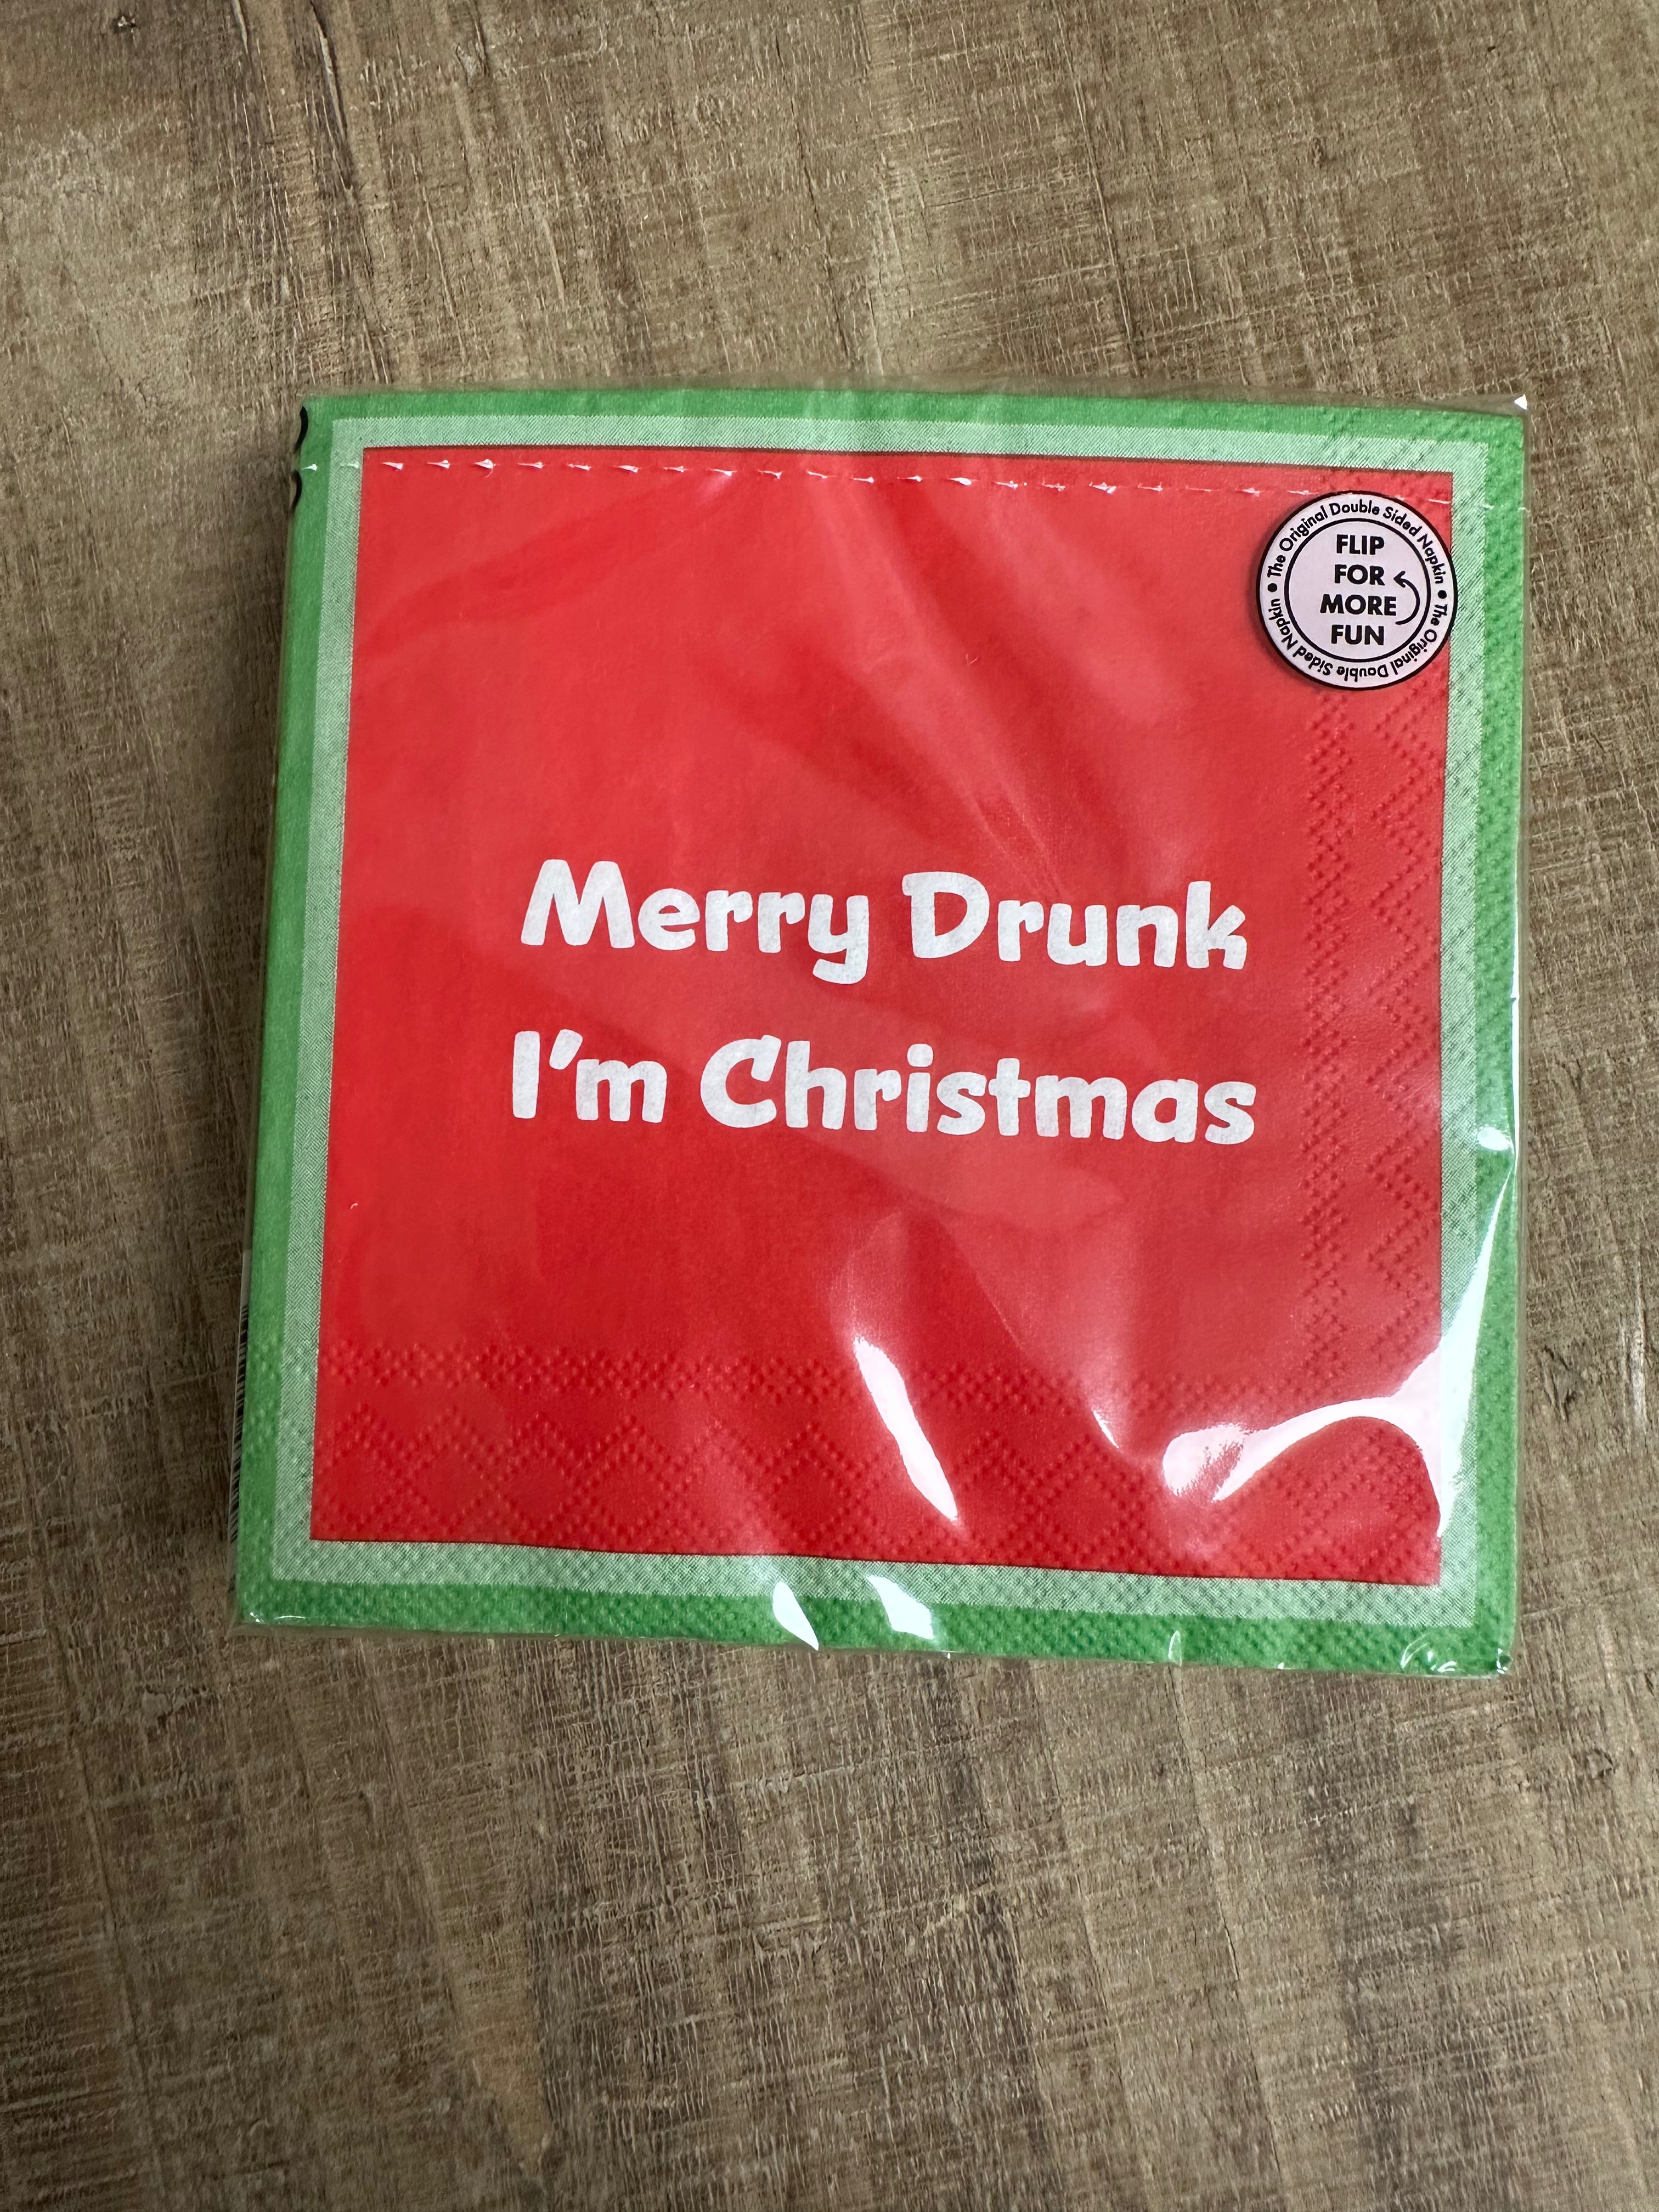 The Original Double Sided Napkin • The Original Double Sided Napkin •
FLIP
FOR
MORE
FUN
Merry Drunk
I'm Christmas